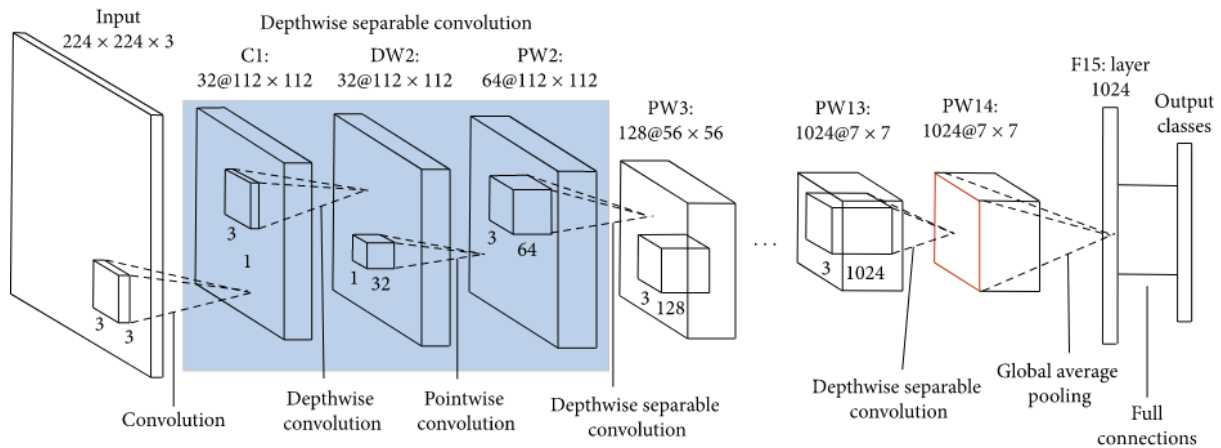 Input
224 × 224 × 3
Depthwise separable convolution
C1:
32@112 × 112
DW2:
32@112 × 112
PW2:
64@112 × 112
PW3:
128@56 × 56
PW13:
1024@7 × 7
PW14:
1024@7 × 7
F15: layer
1024
Output
classes
3
3
3
1
1
32
3
64
3
128
3
1024
. . .
Convolution
Depthwise
convolution
Pointwise
convolution
Depthwise separable
convolution
Depthwise separable
convolution
Global average
pooling
Full
connections